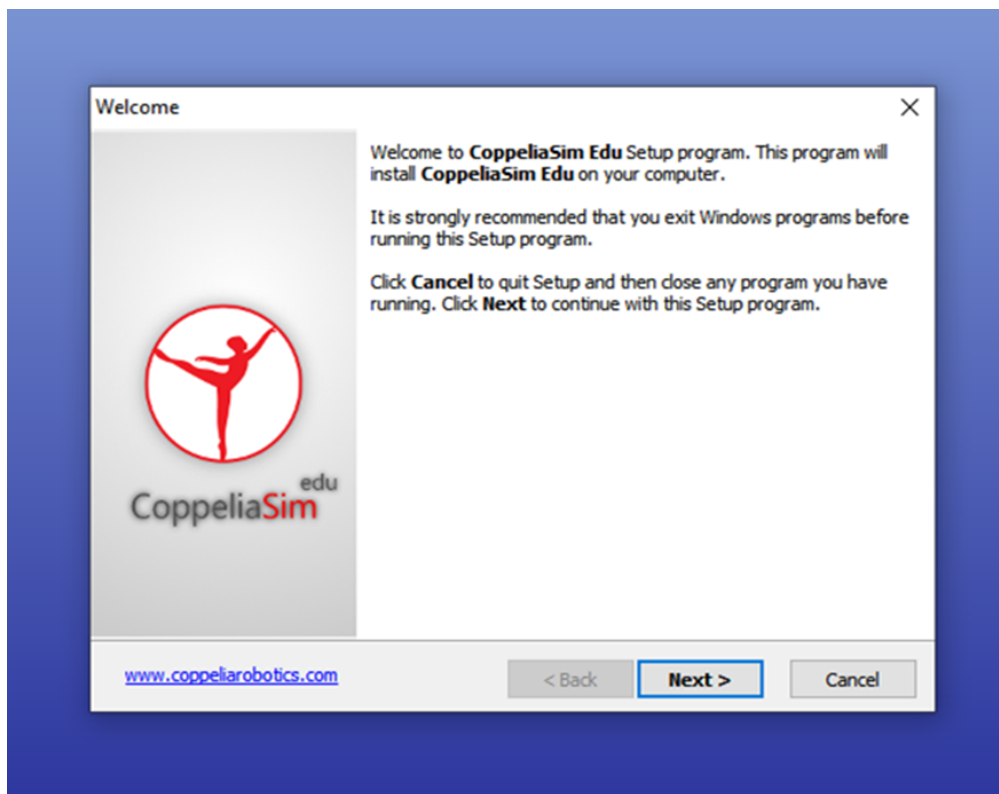 Welcome
Welcome to CoppeliaSim Edu Setup program. This program will
install CoppeliaSim Edu on your computer.
It is strongly recommended that you exit Windows programs before
running this Setup program.
Click Cancel to quit Setup and then close any program you have
running. Click Next to continue with this Setup program.
edu
CoppeliaSim
www.coppeliarobotics.com
< Back
Next >
Cancel